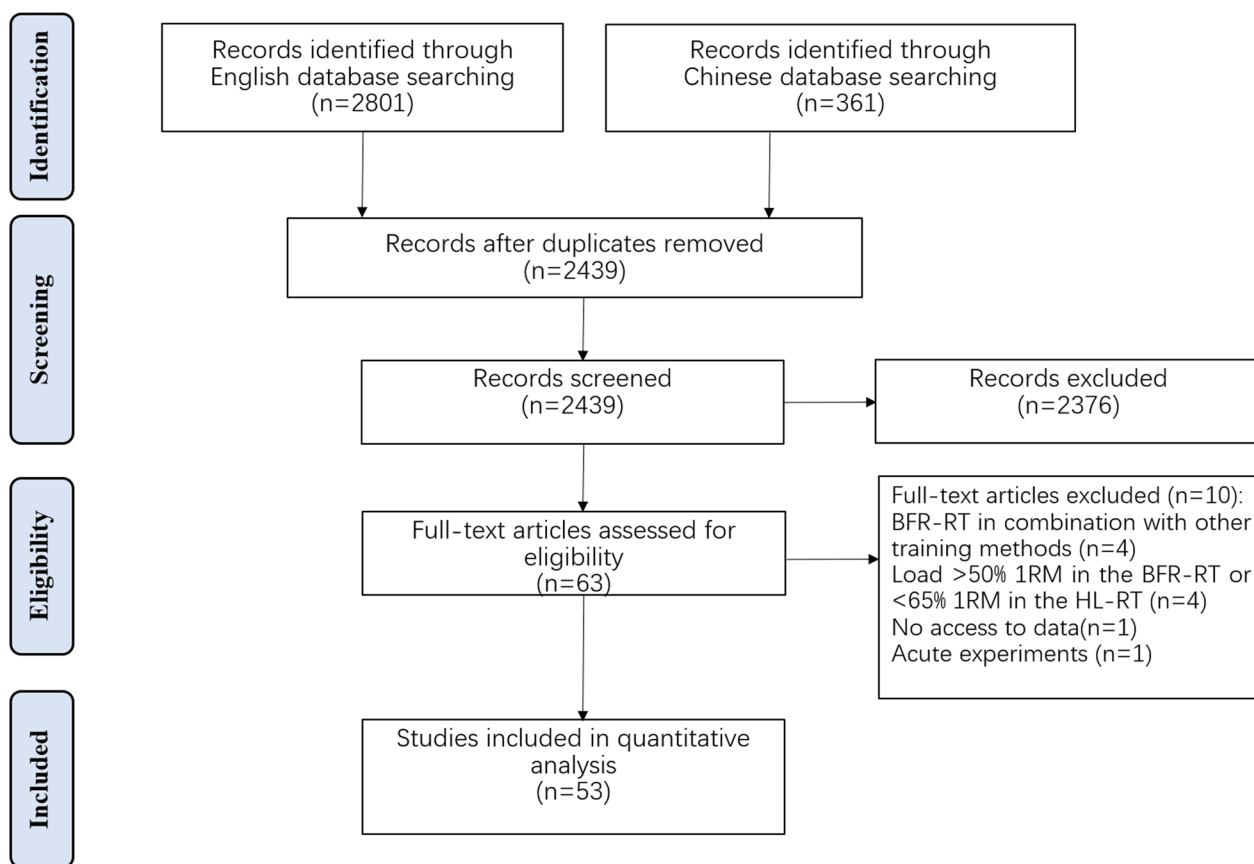 Identification
Records identified through
English database searching
(n=2801)
Records identified through
Chinese database searching
(n=361)
Screening
Records after duplicates removed
(n=2439)
Records screened
(n=2439)
Records excluded
(n=2376)
Eligibility
Full-text articles assessed for
eligibility
(n=63)
Full-text articles excluded (n=10):
BFR-RT in combination with other
training methods (n=4)
Load >50% 1RM in the BFR-RT or
<65% 1RM in the HL-RT (n=4)
No access to data(n=1)
Acute experiments (n=1)
Included
Studies included in quantitative
analysis
(n=53)